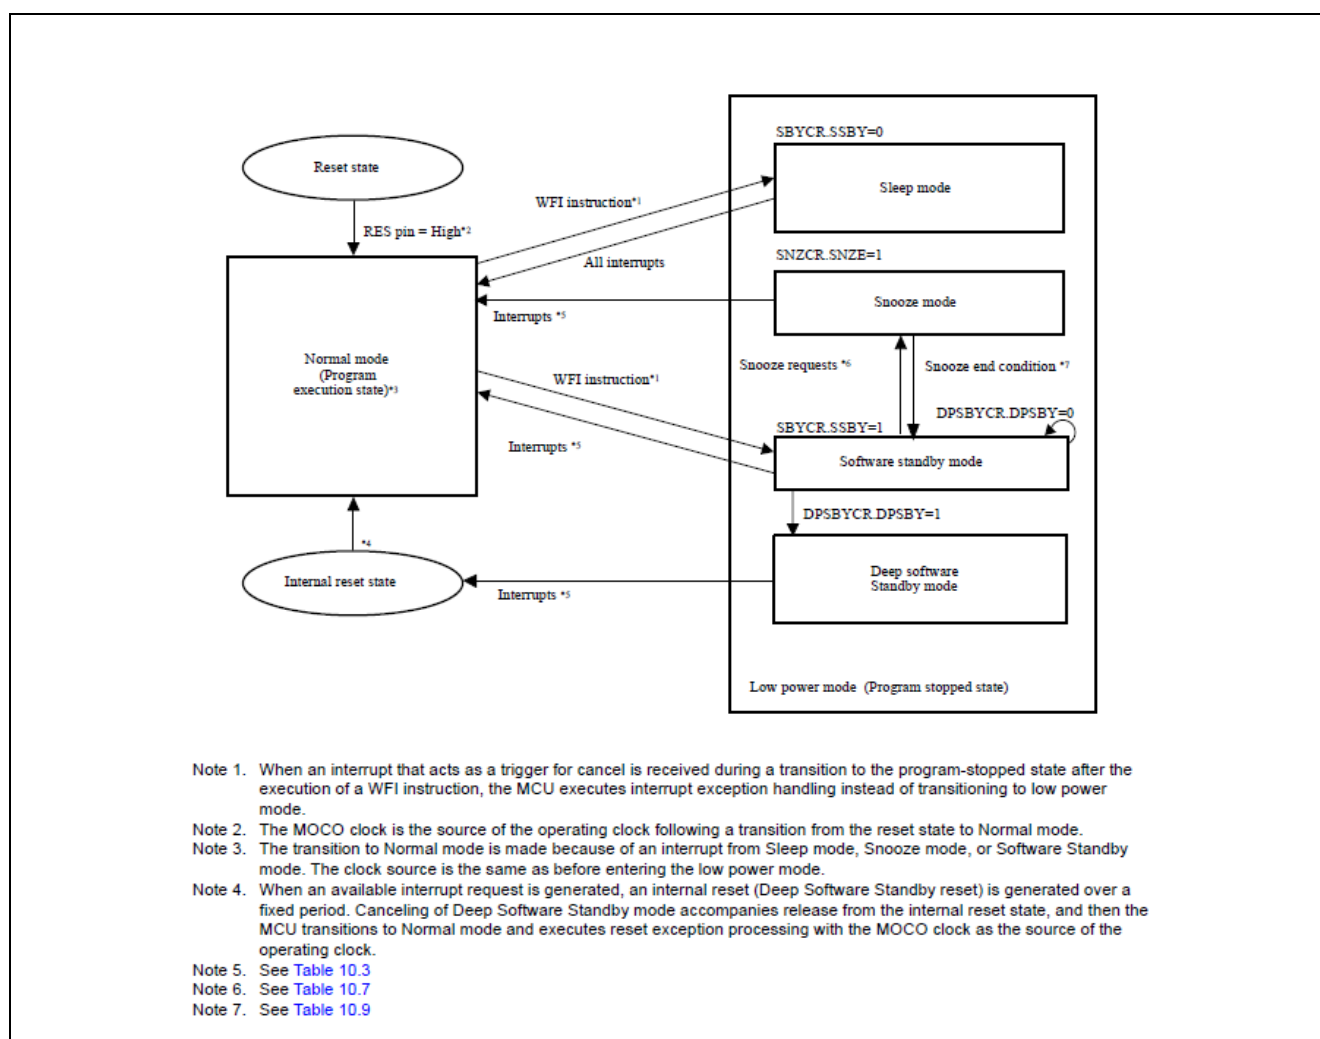 SBYCR.SSBY=0
Reset state
Sleep mode
WFI instruction*1
RES pin = High*2
All interrupts
SNZCR.SNZE=1
Snooze mode
Interrupts *5
Normal mode
(Program
execution state)*3
Snooze requests *6
Snooze end condition *7
WFI instruction*1
DPSBYCR.DPSBY=0
SBYCR.SSBY=1
Interrupts *5
Software standby mode
DPSBYCR.DPSBY=1
*4
Deep software
Standby mode
Internal reset state
Interrupts *5
Low power mode (Program stopped state)
Note 1. When an interrupt that acts as a trigger for cancel is received during a transition to the program-stopped state after the
execution of a WFI instruction, the MCU executes interrupt exception handling instead of transitioning to low power
mode.
Note 2. The MOCO clock is the source of the operating clock following a transition from the reset state to Normal mode.
Note 3. The transition to Normal mode is made because of an interrupt from Sleep mode, Snooze mode, or Software Standby
mode. The clock source is the same as before entering the low power mode.
Note 4. When an available interrupt request is generated, an internal reset (Deep Software Standby reset) is generated over a
fixed period. Canceling of Deep Software Standby mode accompanies release from the internal reset state, and then the
MCU transitions to Normal mode and executes reset exception processing with the MOCO clock as the source of the
operating clock.
Note 5. See Table 10.3
Note 6. See Table 10.7
Note 7. See Table 10.9